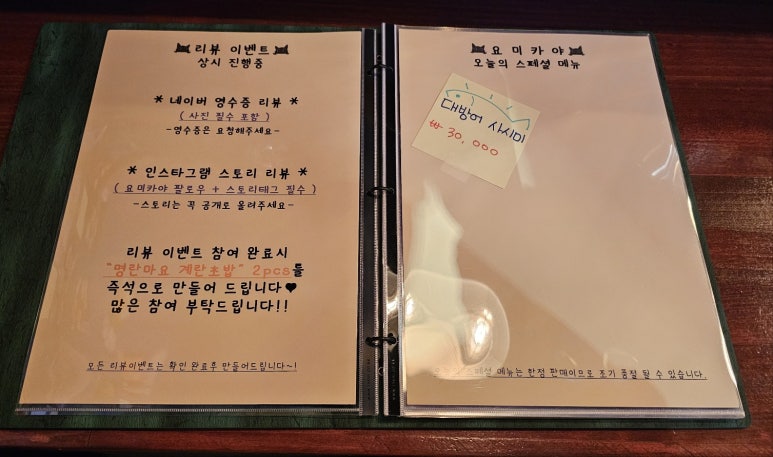 리뷰 이벤트
상시 진행중
* 네이버 영수증 리뷰 *
( 사진 필수 포함 )
-영수증은 요청해주세요-
* 인스타그램 스토리 리뷰 *
( 요미카야 팔로우 + 스토리태그 필수 )
-스토리는 꼭 공개로 올려주세요-
리뷰 이벤트 참여 완료시
"명란마요 계란초밥" 2pcs를
즉석으로 만들어 드립니다♥
많은 참여 부탁드립니다!!
모든 리뷰이벤트는 확인 완료후 만들어드립니다~!
요미카야
오늘의 스페셜 메뉴
대방어 사시미
₩ 30,000
스페셜 메뉴는 한정 판매이므로 조기 품절 될 수 있습니다.